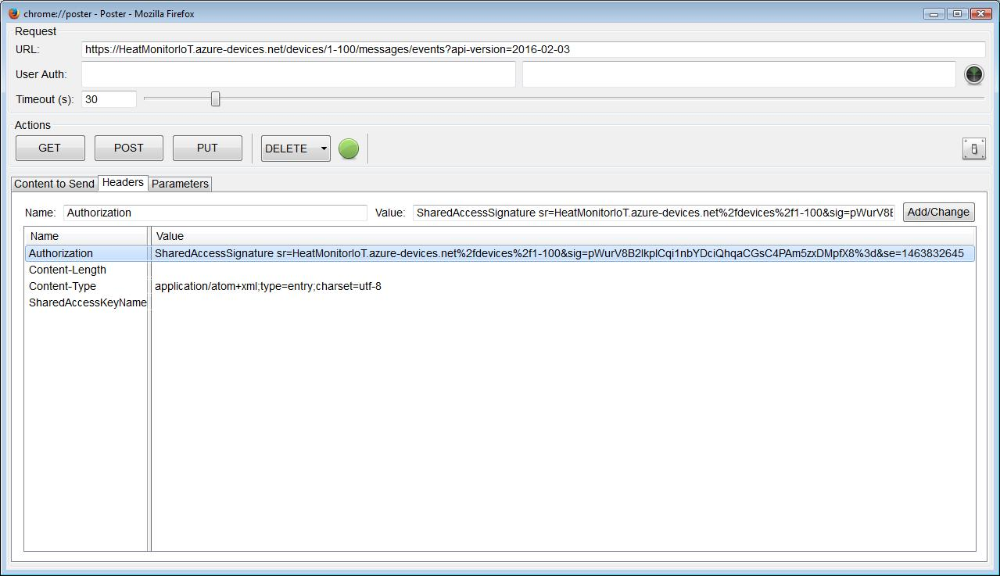 chrome://poster - Poster - Mozilla Firefox
Request
URL: https://HeatMonitorIoT.azure-devices.net/devices/1-100/messages/events?api-version=2016-02-03
User Auth:
Timeout (s): 30
Actions
GET POST PUT DELETE
Content to Send Headers Parameters
Name: Authorization Value: SharedAccessSignature sr=HeatMonitorIoT.azure-devices.net%2fdevices%2f1-100&sig=pWurV8B Add/Change
Name Value
Authorization SharedAccessSignature sr=HeatMonitorIoT.azure-devices.net%2fdevices%2f1-100&sig=pWurV8B2lkplCqi1nbYDciQhqaCGsC4PAm5zxDMpfX8%3d&se=1463832645
Content-Length
Content-Type application/atom+xml;type=entry;charset=utf-8
SharedAccessKeyName